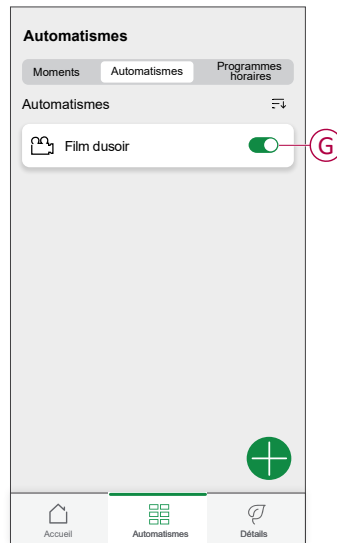 Automatismes
Moments
Automatismes
Programmes
horaires
Automatismes
Film dusoir
G
Accueil
Automatismes
Détails